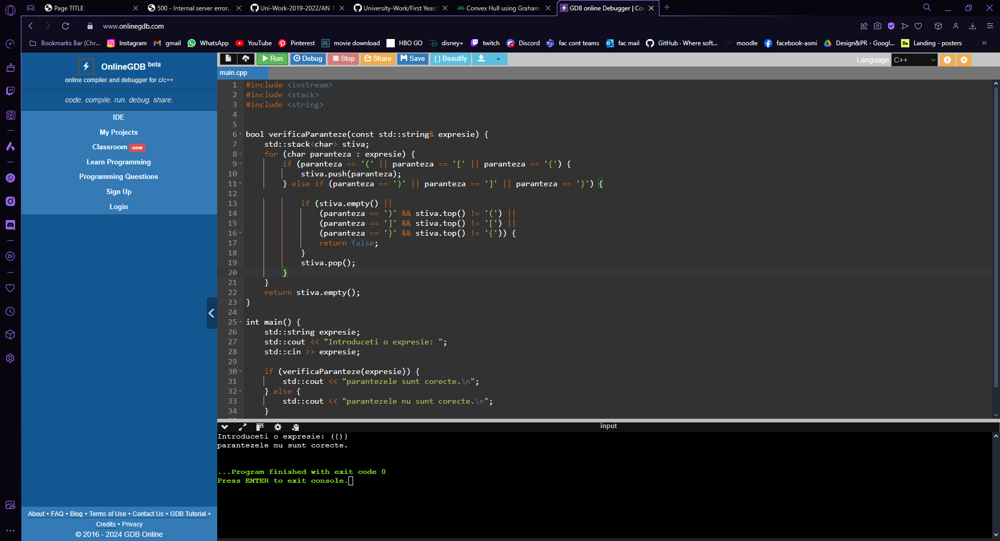 Page TITLE
500 - Internal server error.
Uni-Work-2019-2022/AN 1
University-Work/First Year/
Convex Hull using Graham
GDB online Debugger | Co
www.onlinegdb.com
Bookmarks Bar (Chr...
Instagram
gmail
WhatsApp
YouTube
Pinterest
FL movie download
HBO GO
disney+
twitch
Discord
fac cont teams
fac mail
GitHub · Where soft...
UB moodle
facebook-asmi
Design&PR - Googl...
Landing - posters
»
OnlineGDB beta
online compiler and debugger for c/c++
code. compile. run. debug. share.
IDE
My Projects
Classroom new
Learn Programming
Programming Questions
Sign Up
Login
About • FAQ • Blog • Terms of Use • Contact Us • GDB Tutorial •
Credits • Privacy
© 2016 - 2024 GDB Online
Run
Debug
Stop
Share
Save
{ } Beautify
Language C++
main.cpp
1 #include <iostream>
2 #include <stack>
3 #include <string>
4
5
6 bool verificaParanteze(const std::string& expresie) {
7 std::stack<char> stiva;
8 for (char paranteza : expresie) {
9 if (paranteza == '(' || paranteza == '[' || paranteza == '{') {
10 stiva.push(paranteza);
11 } else if (paranteza == ')' || paranteza == ']' || paranteza == '}') {
12
13 if (stiva.empty() ||
14 (paranteza == ')' && stiva.top() != '(') ||
15 (paranteza == ']' && stiva.top() != '[') ||
16 (paranteza == '}' && stiva.top() != '{')) {
17 return false;
18 }
19 stiva.pop();
20 }
21 }
22 return stiva.empty();
23 }
24
25 int main() {
26 std::string expresie;
27 std::cout << "Introduceti o expresie: ";
28 std::cin >> expresie;
29
30 if (verificaParanteze(expresie)) {
31 std::cout << "parantezele sunt corecte.\n";
32 } else {
33 std::cout << "parantezele nu sunt corecte.\n";
34 }
input
Introduceti o expresie: ({)}
parantezele nu sunt corecte.
...Program finished with exit code 0
Press ENTER to exit console.